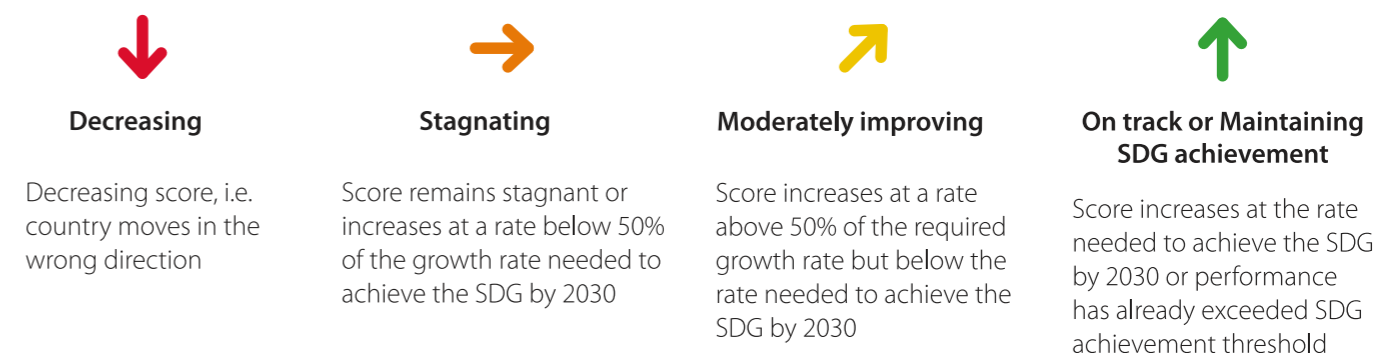 Decreasing
Decreasing score, i.e.
country moves in the
wrong direction
Stagnating
Score remains stagnant or
increases at a rate below 50%
of the growth rate needed to
achieve the SDG by 2030
Moderately improving
Score increases at a rate
above 50% of the required
growth rate but below the
rate needed to achieve the
SDG by 2030
On track or Maintaining
SDG achievement
Score increases at the rate
needed to achieve the SDG
by 2030 or performance
has already exceeded SDG
achievement threshold